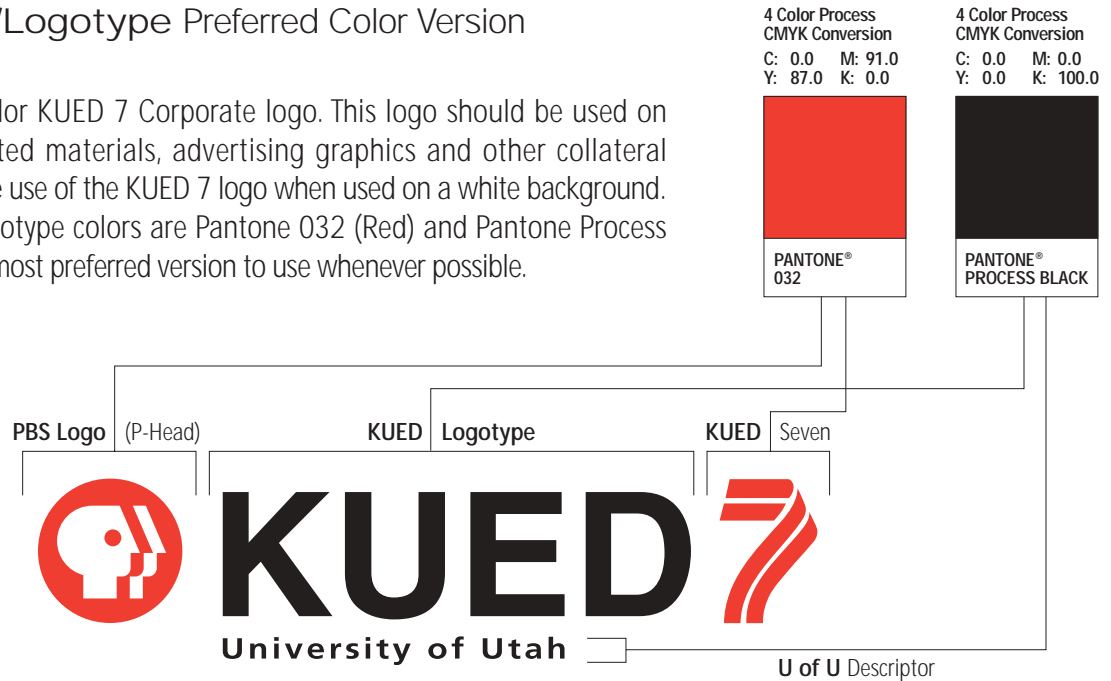 /Logotype Preferred Color Version
lor KUED 7 Corporate logo. This logo should be used on
ted materials, advertising graphics and other collateral
e use of the KUED 7 logo when used on a white background.
otype colors are Pantone 032 (Red) and Pantone Process
most preferred version to use whenever possible.
4 Color Process
CMYK Conversion
C: 0.0 M: 91.0
Y: 87.0 K: 0.0
PANTONE®
032
4 Color Process
CMYK Conversion
C: 0.0 M: 0.0
Y: 0.0 K: 100.0
PANTONE®
PROCESS BLACK
PBS Logo (P-Head)
KUED Logotype
KUED Seven
KUED 7
University of Utah
U of U Descriptor